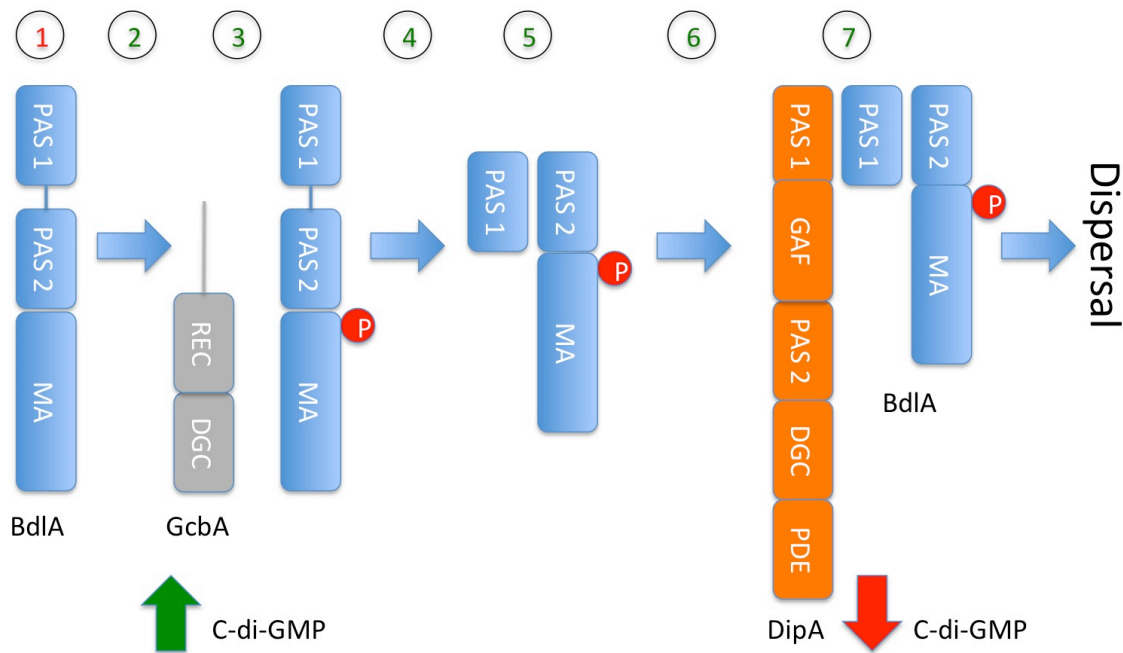 1
2
3
4
5
6
7
PAS 1
PAS 2
MA
BdlA
REC
DGC
GcbA
C-di-GMP
PAS 1
PAS 2
MA
P
PAS 1
PAS 2
MA
P
PAS 1
GAF
PAS 2
DGC
PDE
DipA
C-di-GMP
PAS 1
PAS 2
MA
P
BdlA
Dispersal